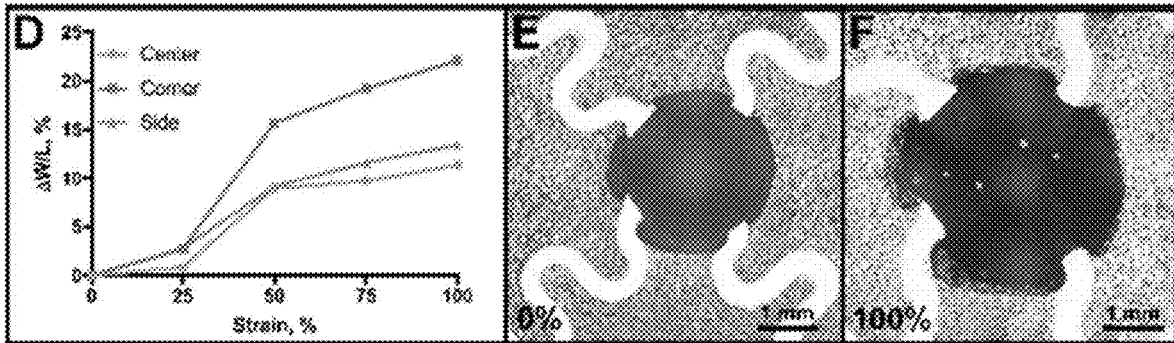 D
25
20
15
10
5
0
ΔW/L, %
Center
Corner
Side
0 25 50 75 100
Strain, %
E
0%
1 mm
F
100%
1 mm